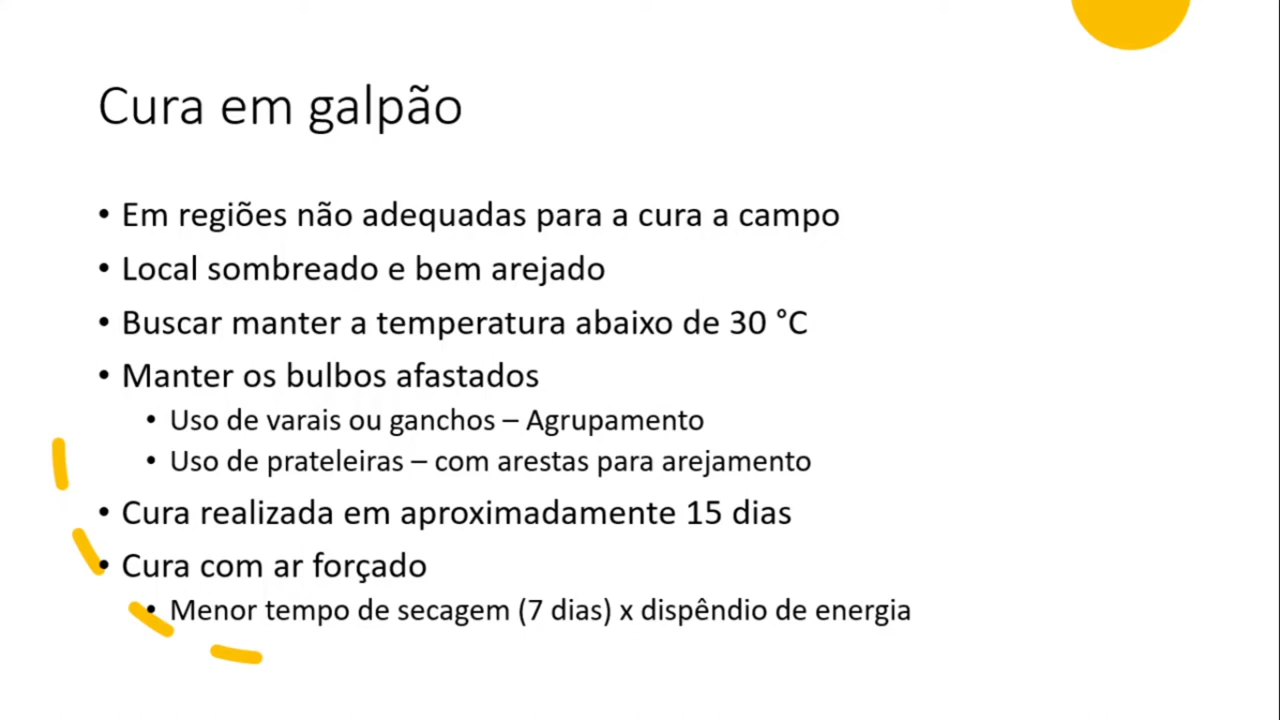 Cura em galpão
• Em regiões não adequadas para a cura a campo
• Local sombreado e bem arejado
• Buscar manter a temperatura abaixo de 30 °C
• Manter os bulbos afastados
• Uso de varais ou ganchos – Agrupamento
• Uso de prateleiras – com arestas para arejamento
• Cura realizada em aproximadamente 15 dias
• Cura com ar forçado
• Menor tempo de secagem (7 dias) x dispêndio de energia